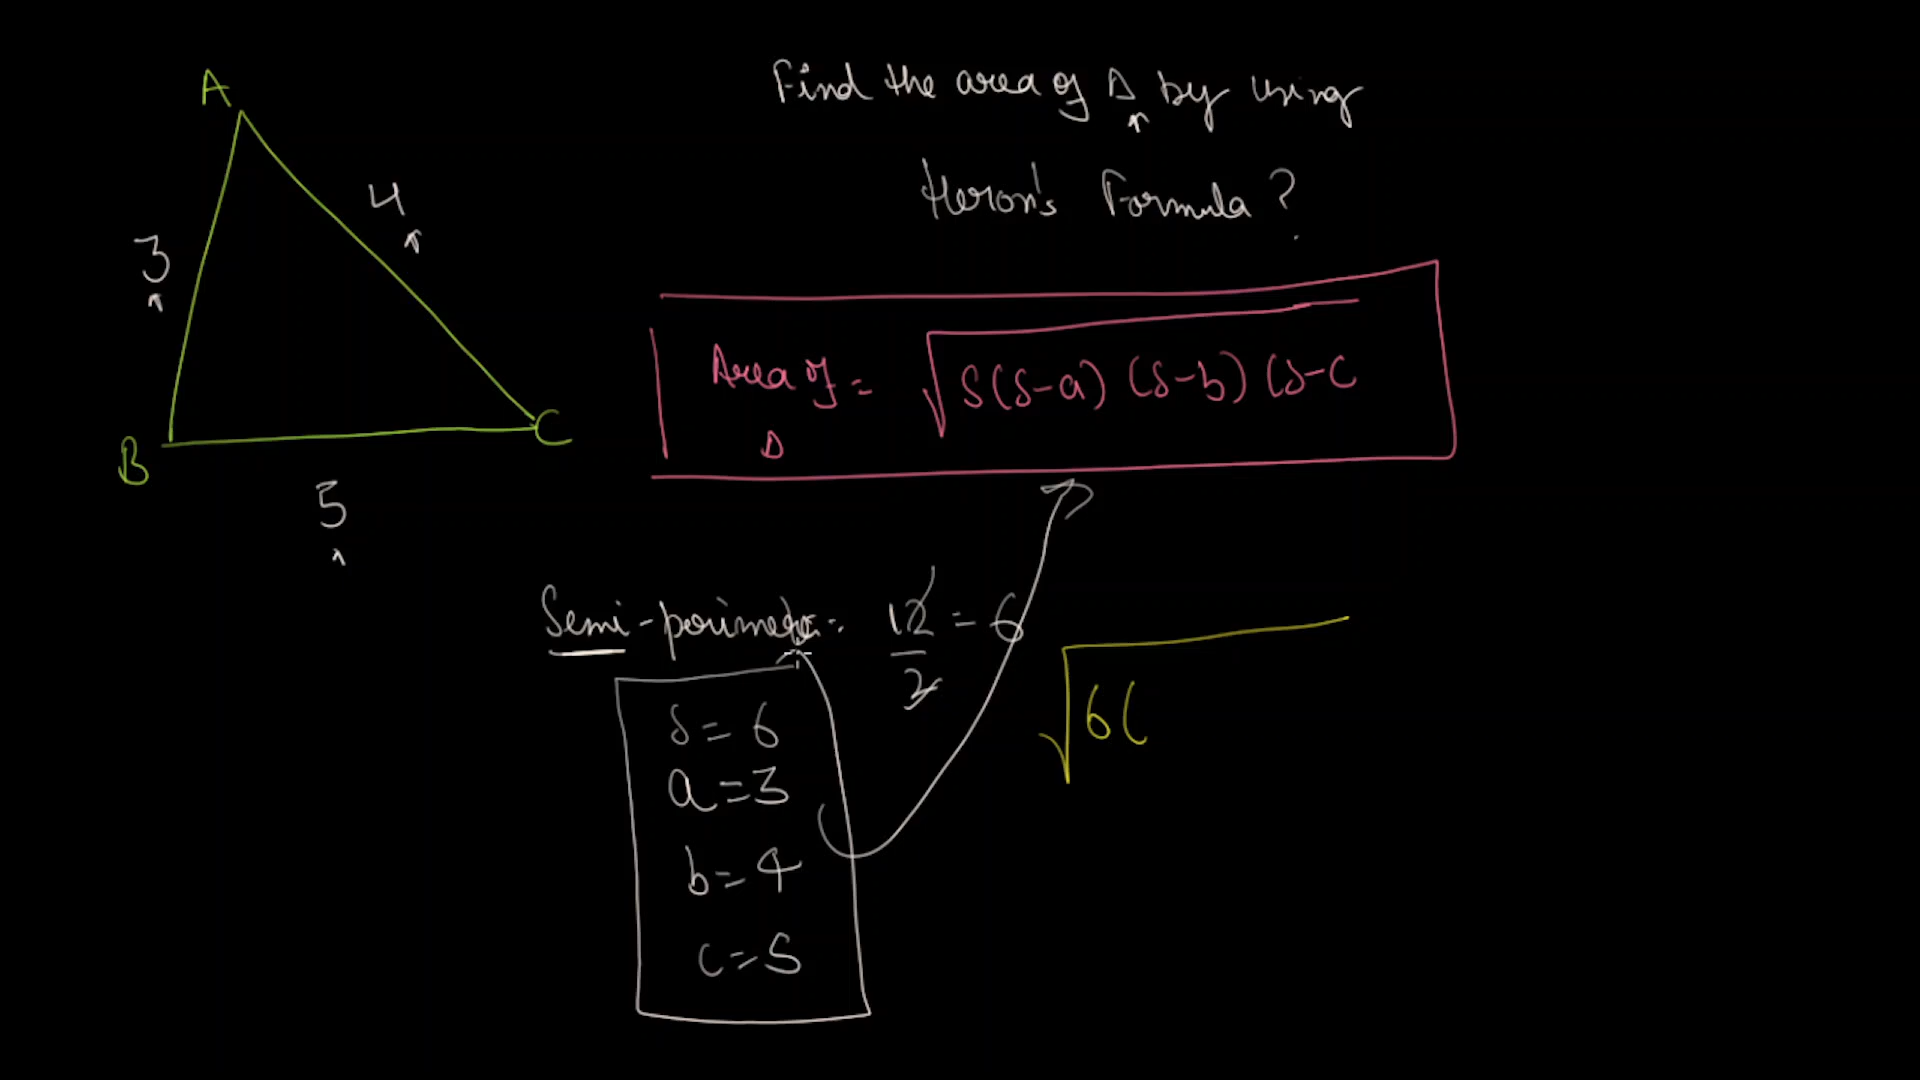 A
Find the area of Δ by using
4
Heron's Formula ?
3
Area of = √S(S-a) (S-b) (S-c
Δ
B
C
5
Semi-perimeter:- 12/2 = 6
S = 6
√6(
a = 3
b = 4
c = 5